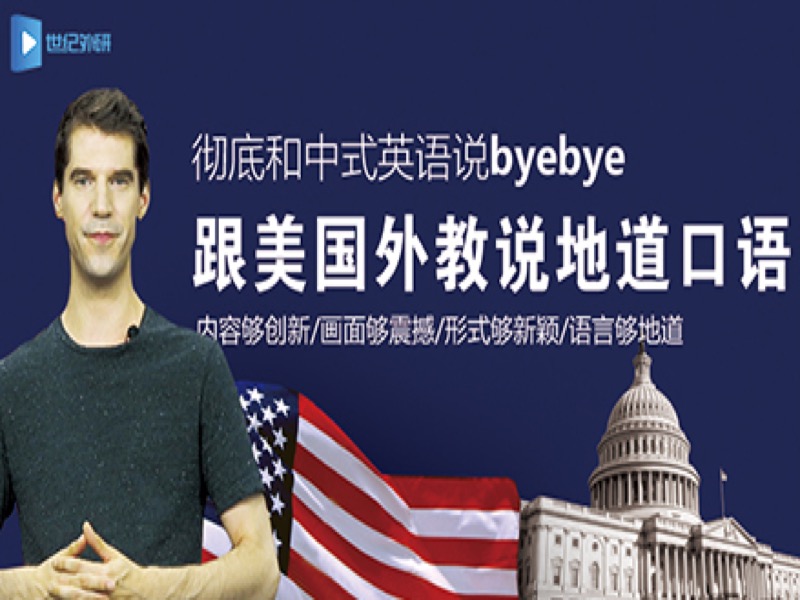 世纪外研
彻底和中式英语说byebye
跟美国外教说地道口语
内容够创新/画面够震撼/形式够新颖/语言够地道